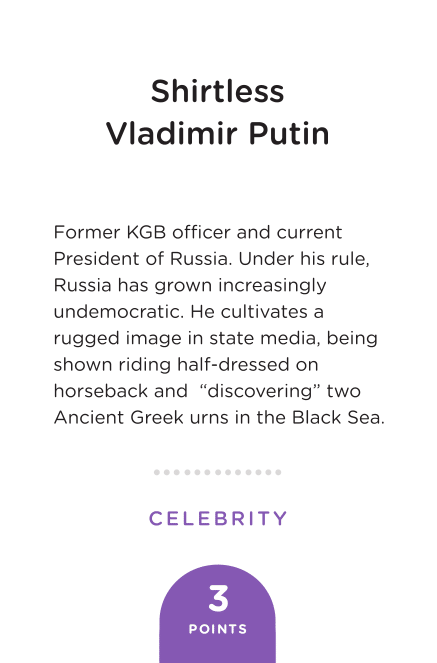 Shirtless
Vladimir Putin
Former KGB officer and current
President of Russia. Under his rule,
Russia has grown increasingly
undemocratic. He cultivates a
rugged image in state media, being
shown riding half-dressed on
horseback and  “discovering” two
Ancient Greek urns in the Black Sea.
CELEBRITY
3
POINTS